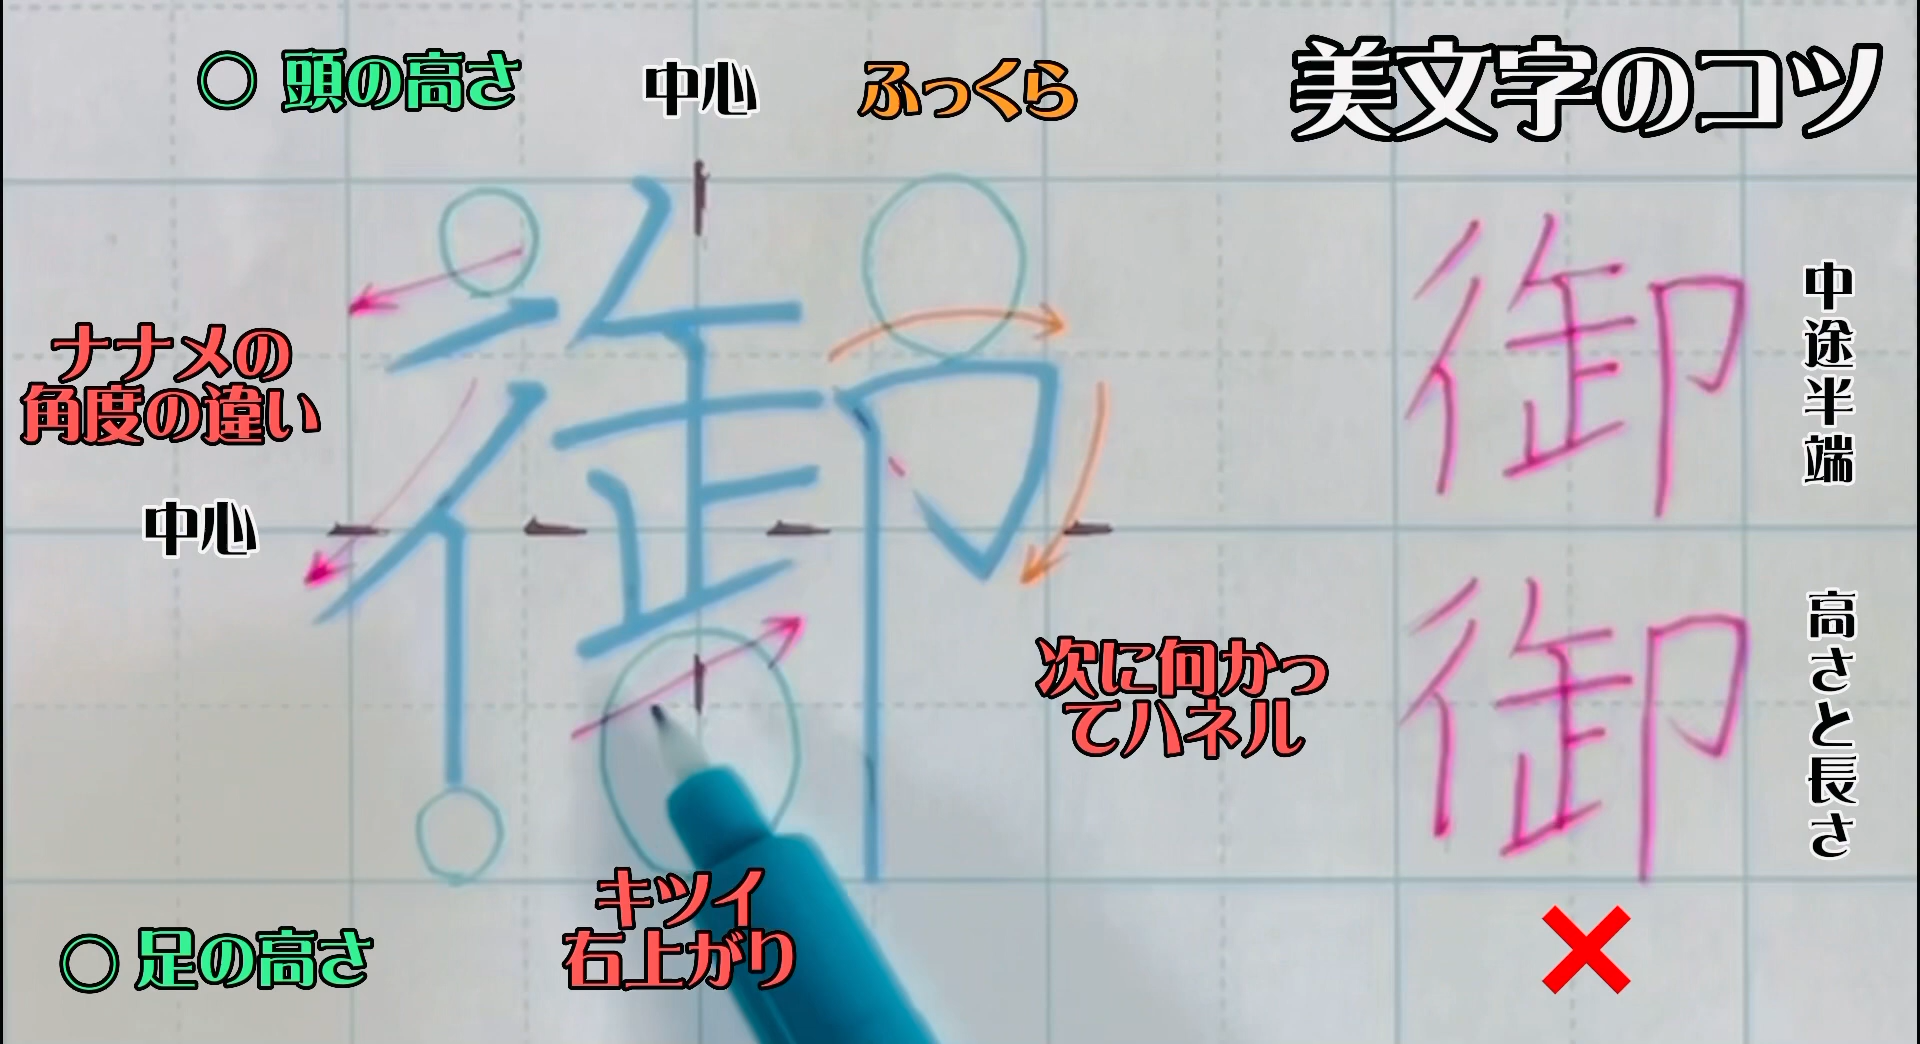 ○ 頭の高さ
中心
ふっくら
美文字のコツ
ナナメの
角度の違い
中心
御
御
中途半端
次に向かっ
てハネル
御
高さと長さ
キツイ
右上がり
○ 足の高さ
×